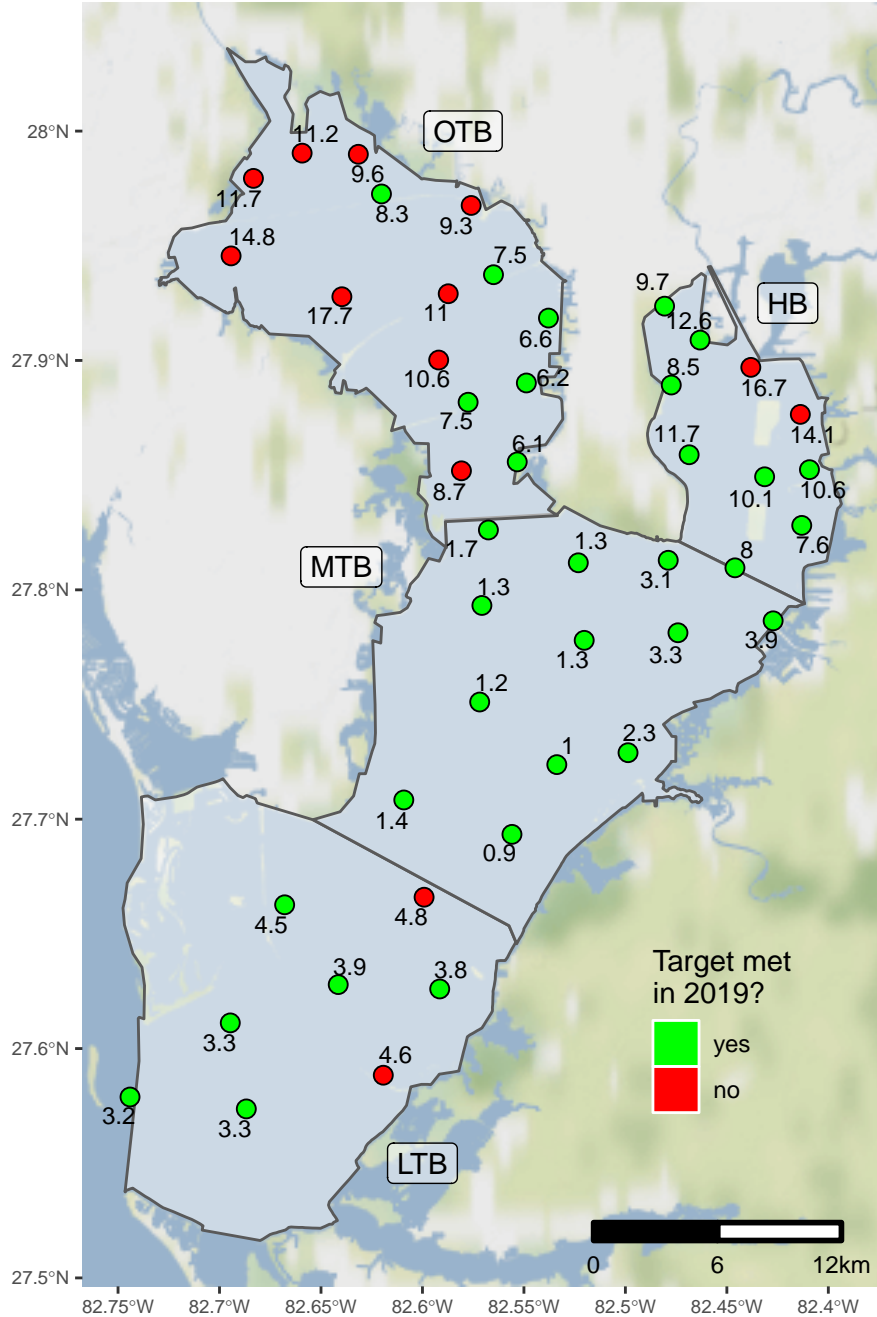 OTB
28°N
11.2
9.6
11.7
8.3
9.3
14.8
7.5
9.7
HB
17.7
11
12.6
6.6
27.9°N
10.6
6.2
8.5
16.7
7.5
14.1
6.1
11.7
8.7
10.1
10.6
1.7
1.3
7.6
MTB
3.1
8
27.8°N
1.3
1.3
3.3
3.9
1.2
1
2.3
27.7°N
1.4
0.9
4.5
4.8
3.9
3.8
Target met
in 2019?
3.3
yes
27.6°N
4.6
no
3.2
3.3
LTB
0
6
12km
27.5°N
82.75°W
82.7°W
82.65°W
82.6°W
82.55°W
82.5°W
82.45°W
82.4°W